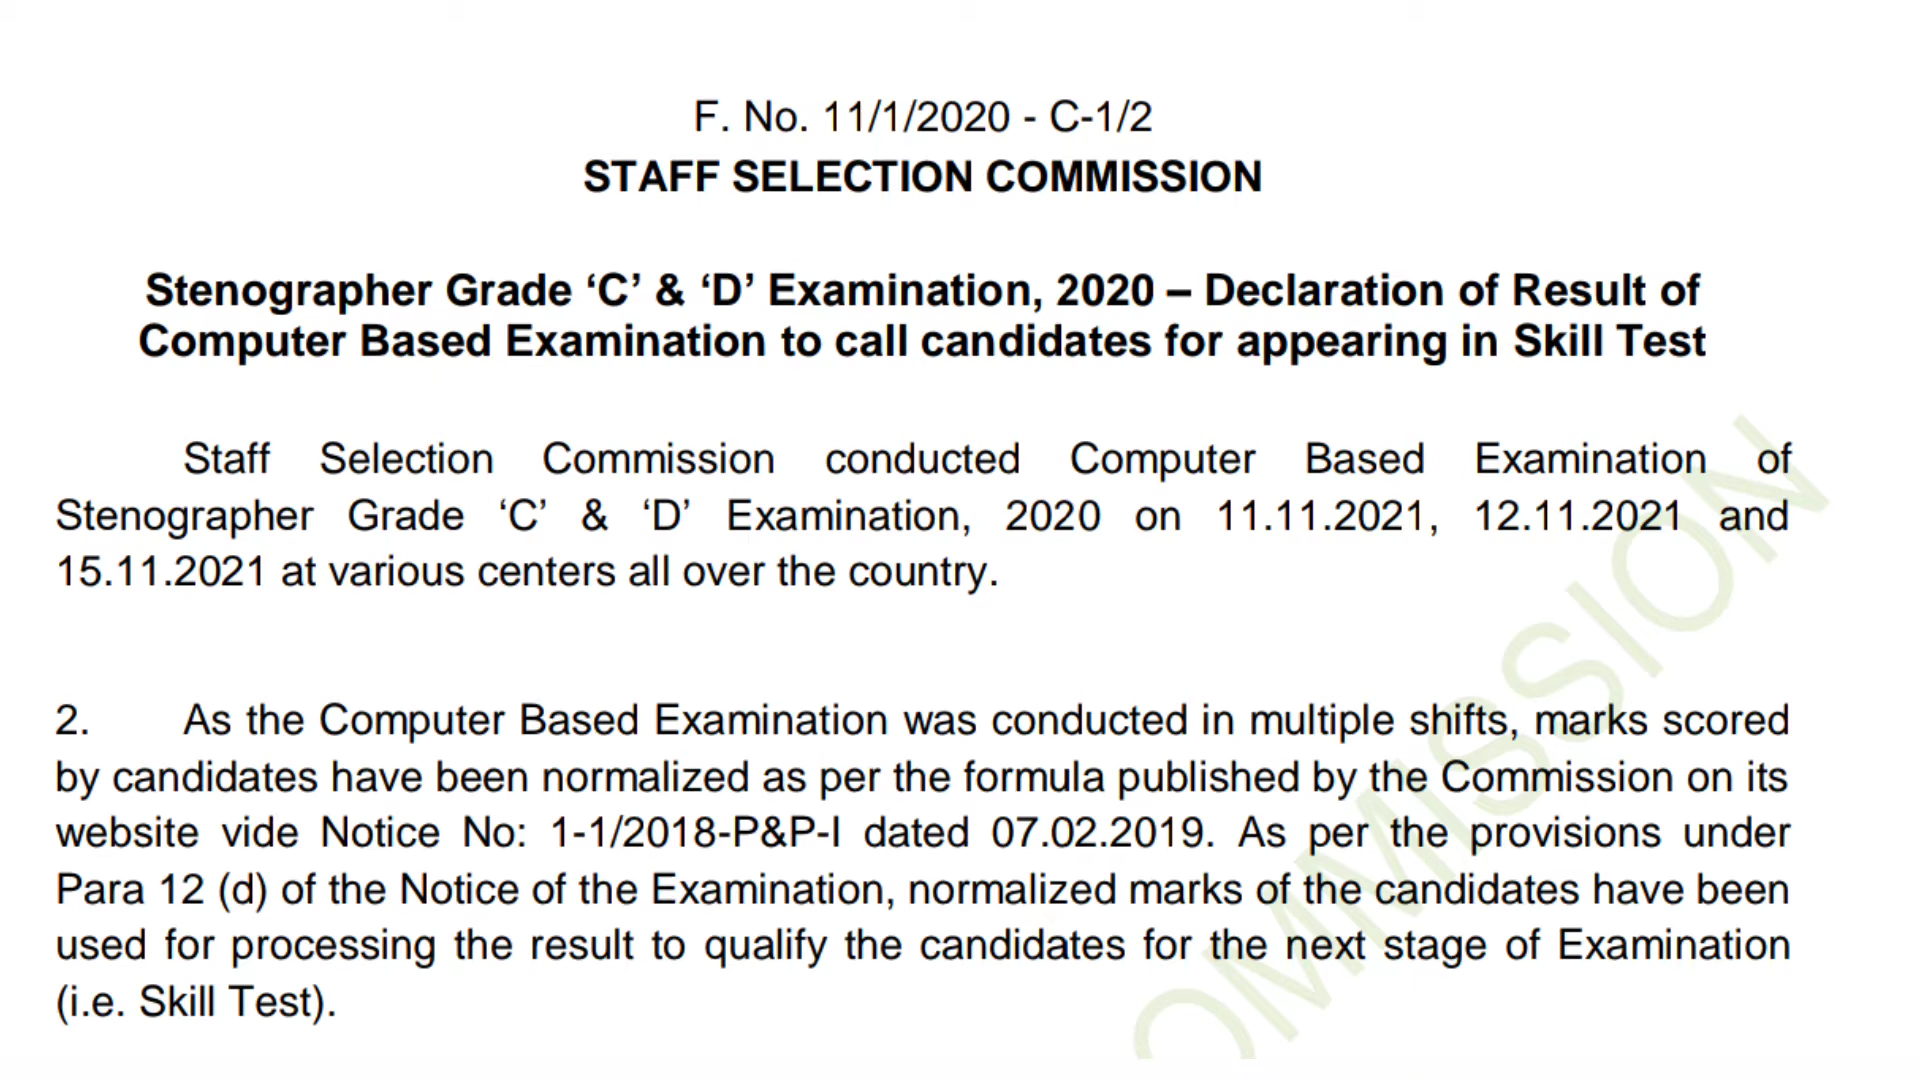 F. No. 11/1/2020 - C-1/2
STAFF SELECTION COMMISSION
Stenographer Grade ‘C’ & ‘D’ Examination, 2020 – Declaration of Result of
Computer Based Examination to call candidates for appearing in Skill Test
Staff Selection Commission conducted Computer Based Examination of
Stenographer Grade ‘C’ & ‘D’ Examination, 2020 on 11.11.2021, 12.11.2021 and
15.11.2021 at various centers all over the country.
2. As the Computer Based Examination was conducted in multiple shifts, marks scored
by candidates have been normalized as per the formula published by the Commission on its
website vide Notice No: 1-1/2018-P&P-I dated 07.02.2019. As per the provisions under
Para 12 (d) of the Notice of the Examination, normalized marks of the candidates have been
used for processing the result to qualify the candidates for the next stage of Examination
(i.e. Skill Test).
OMMISSION